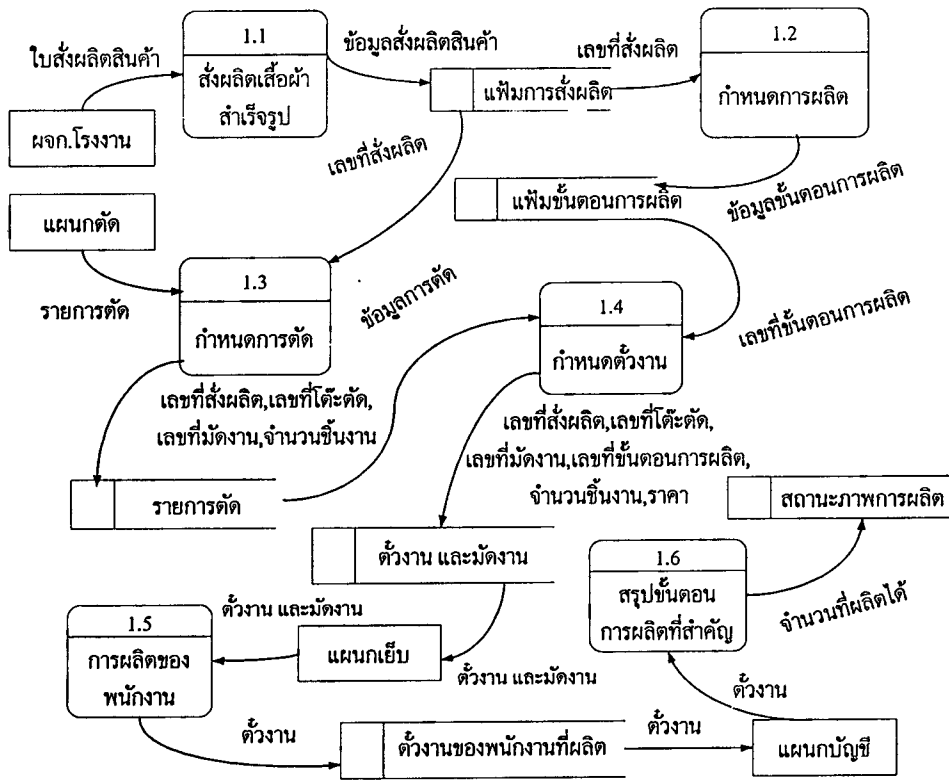 1.1
สั่งผลิตเสื้อผ้า
สำเร็จรูป
ใบสั่งผลิตสินค้า
ข้อมูลสั่งผลิตสินค้า
เลขที่สั่งผลิต
1.2
กำหนดการผลิต
แฟ้มการสั่งผลิต
ผจก.โรงงาน
เลขที่สั่งผลิต
แฟ้มขั้นตอนการผลิต
ข้อมูลขั้นตอนการผลิต
แผนกตัด
รายการตัด
1.3
กำหนดการตัด
ข้อมูลการตัด
1.4
กำหนดตั๋วงาน
เลขที่ขั้นตอนการผลิต
เลขที่สั่งผลิต,เลขที่โต๊ะตัด,
เลขที่มัดงาน,จำนวนชิ้นงาน
เลขที่สั่งผลิต,เลขที่โต๊ะตัด,
เลขที่มัดงาน,เลขที่ขั้นตอนการผลิต,
จำนวนชิ้นงาน,ราคา
รายการตัด
สถานะภาพการผลิต
ตั๋วงาน และมัดงาน
1.6
สรุปขั้นตอน
การผลิตที่สำคัญ
จำนวนที่ผลิตได้
ตั๋วงาน และมัดงาน
1.5
การผลิตของ
พนักงาน
แผนกเย็บ
ตั๋วงาน และมัดงาน
ตั๋วงาน
ตั๋วงาน
ตั๋วงานของพนักงานที่ผลิต
ตั๋วงาน
แผนกบัญชี